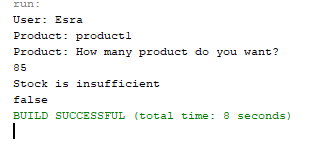 run:
User: Esra
Product: product1
Product: How many product do you want?
85
Stock is insufficient
false
BUILD SUCCESSFUL (total time: 8 seconds)